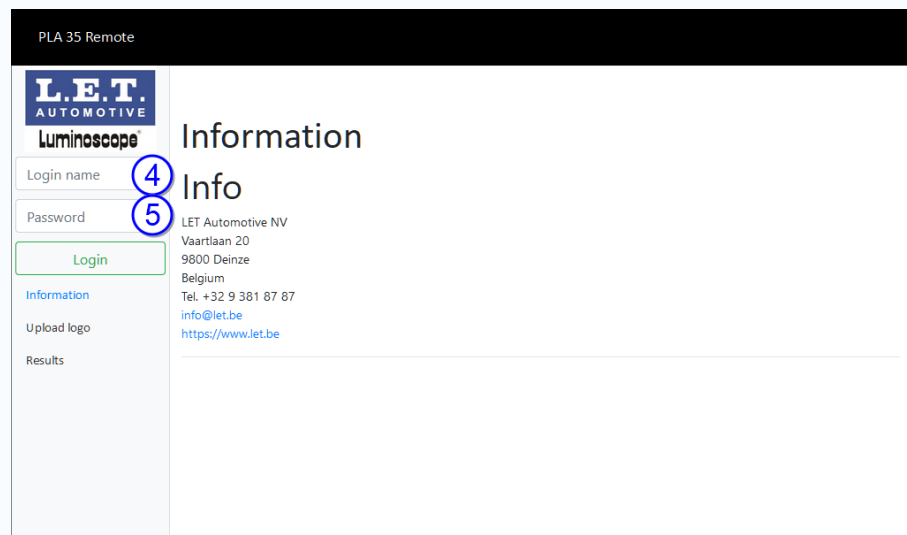 PLA 35 Remote
L.E.T.
AUTOMOTIVE
Luminoscope®
Login name
4
Password
5
Login
Information
Upload logo
Results
Information
Info
LET Automotive NV
Vaartlaan 20
9800 Deinze
Belgium
Tel. +32 9 381 87 87
info@let.be
https://www.let.be